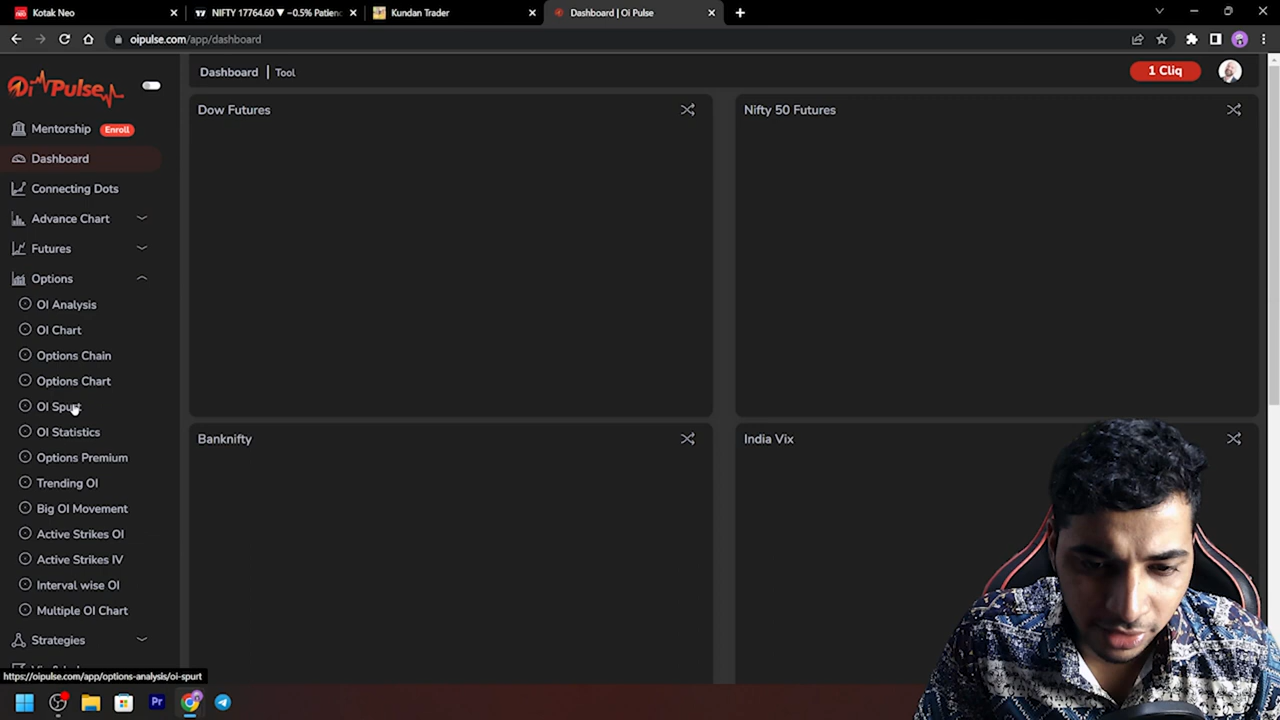 Kotak Neo
NIFTY 17764.60 ▼ −0.5% Patienc
Kundan Trader
Dashboard | Oi Pulse
oipulse.com/app/dashboard
Oi Pulse
Dashboard | Tool
1 Cliq
Mentorship Enroll
Dashboard
Connecting Dots
Advance Chart
Futures
Options
OI Analysis
OI Chart
Options Chain
Options Chart
OI Spurt
OI Statistics
Options Premium
Trending OI
Big OI Movement
Active Strikes OI
Active Strikes IV
Interval wise OI
Multiple OI Chart
Strategies
Dow Futures
Nifty 50 Futures
Banknifty
India Vix
https://oipulse.com/app/options-analysis/oi-spurt
Pr